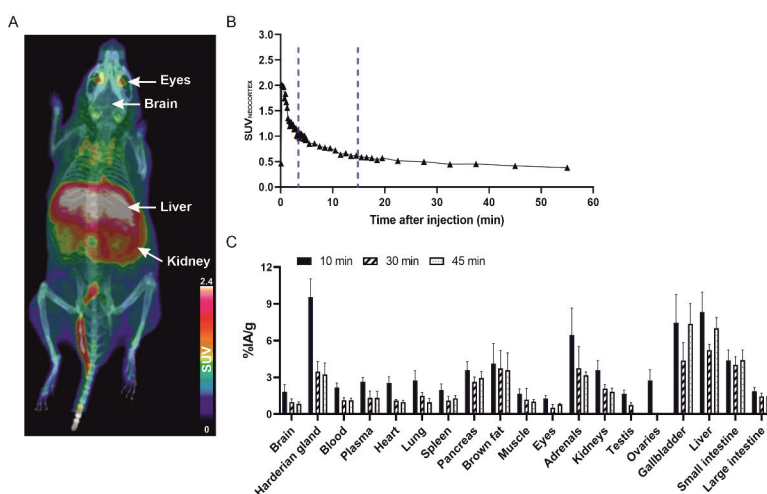 A
Eyes
Brain
Liver
Kidney
2.4
SUV
0
B
SUVNEOCORTEX
3.0
2.5
2.0
1.5
1.0
0.5
0.0
0 10 20 30 40 50 60
Time after injection (min)
C
10 min 30 min 45 min
%IA/g
12
9
6
3
0
Brain
Harderian gland
Blood
Plasma
Heart
Lung
Spleen
Pancreas
Brown fat
Muscle
Eyes
Adrenals
Kidneys
Testis
Ovaries
Gallbladder
Liver
Small intestine
Large intestine